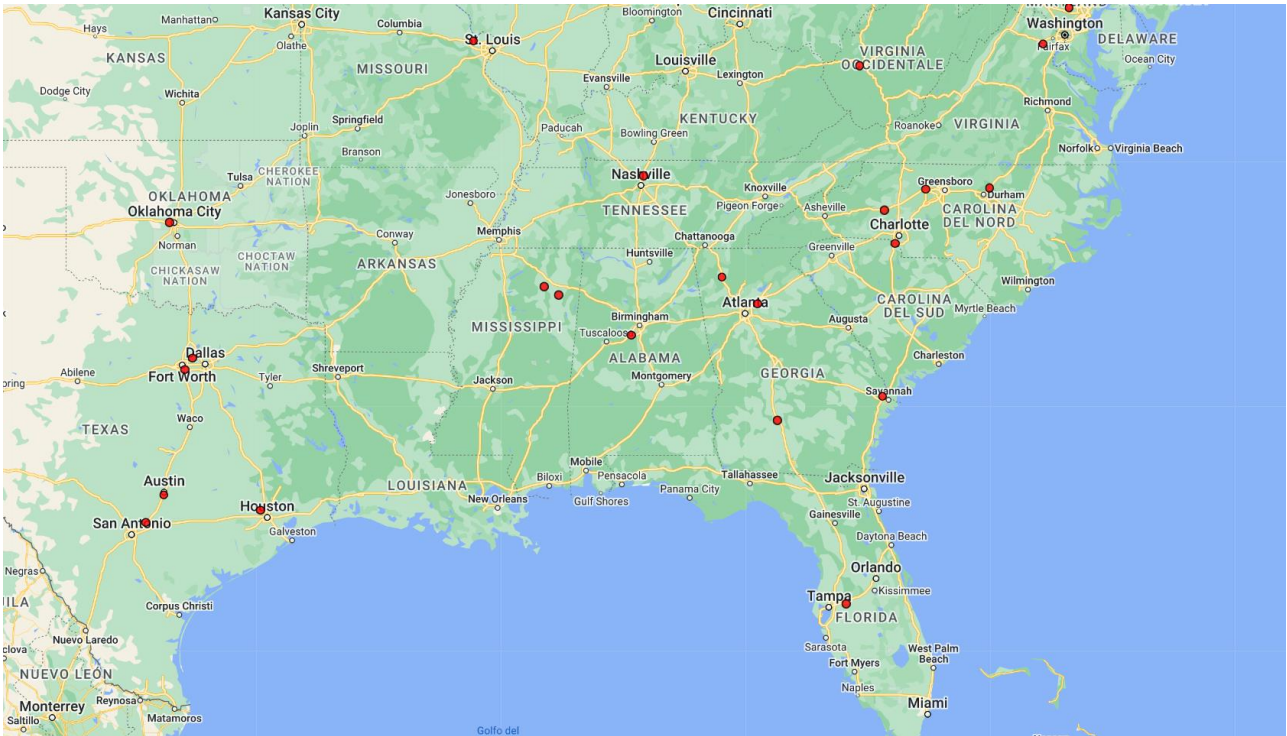 Kansas City
Bloomington
Cincinnati
Washington
Hays
Manhattan
Columbia
St. Louis
Fairfax
DELAWARE
Olathe
Ocean City
KANSAS
MISSOURI
Louisville
VIRGINIA
OCCIDENTALE
Evansville
Lexington
Dodge City
Wichita
Richmond
Springfield
KENTUCKY
Roanoke
VIRGINIA
Joplin
Paducah
Bowling Green
Branson
Norfolk
Virginia Beach
Tulsa
CHEROKEE
NATION
Nashville
Knoxville
Greensboro
OKLAHOMA
Jonesboro
Durham
Oklahoma City
TENNESSEE
Pigeon Forge
Asheville
CAROLINA
DEL NORD
Charlotte
Conway
Memphis
Chattanooga
Norman
Greenville
CHOCTAW
NATION
ARKANSAS
Huntsville
CHICKASAW
NATION
Wilmington
Atlanta
CAROLINA
DEL SUD
Myrtle Beach
Birmingham
Augusta
MISSISSIPPI
Tuscaloos
Dallas
ALABAMA
Charleston
Abilene
Fort Worth
Tyler
Shreveport
Jackson
Montgomery
GEORGIA
oring
Savannah
Waco
TEXAS
Mobile
Austin
LOUISIANA
Biloxi
Pensacola
Tallahassee
Jacksonville
New Orleans
Gulf Shores
Panama City
St. Augustine
San Antonio
Houston
Gainesville
Galveston
Daytona Beach
Negras
Orlando
Kissimmee
ILA
Corpus Christi
Tampa
FLORIDA
Nuevo Laredo
Sarasota
West Palm
Beach
clova
Fort Myers
NUEVO LEÓN
Naples
Reynosa
Monterrey
Matamoros
Miami
Saltillo
Golfo del